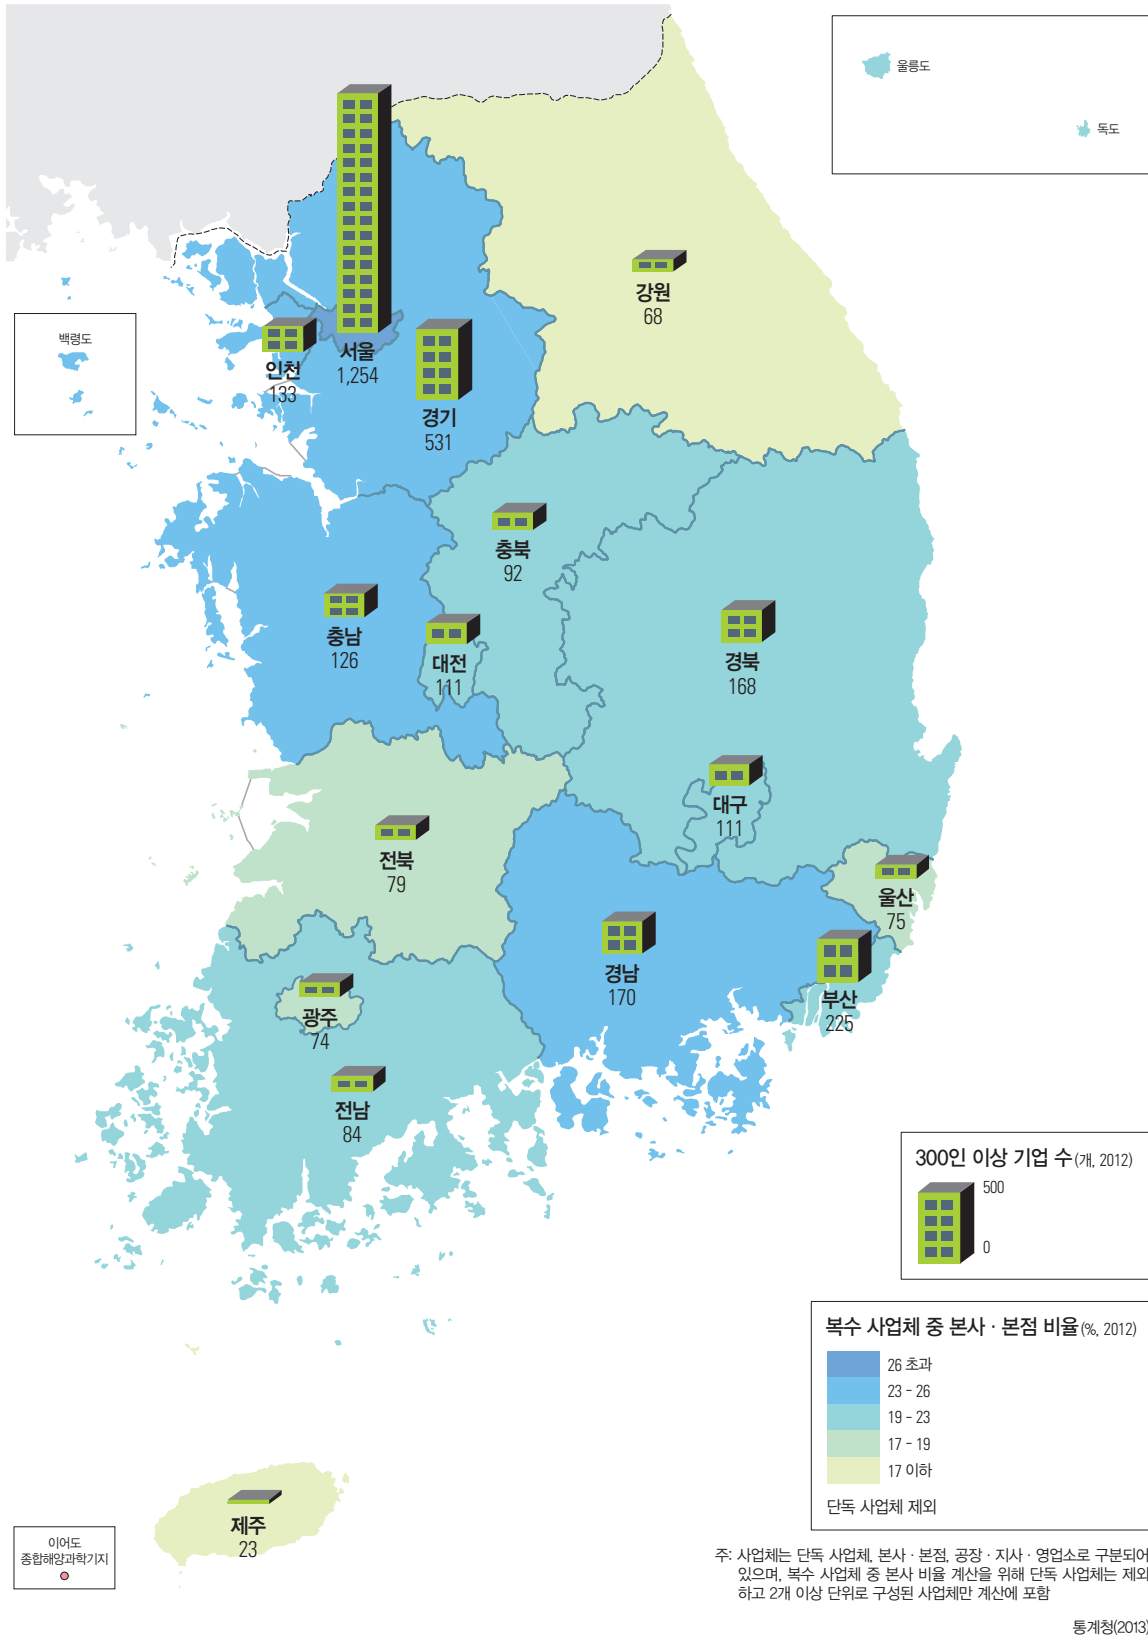 울릉도
독도
백령도
강원
68
서울
1,254
인천
133
경기
531
충북
92
충남
126
대전
111
경북
168
대구
111
전북
79
울산
75
경남
170
부산
225
광주
74
전남
84
제주
23
이어도
종합해양과학기지
300인 이상 기업 수(개, 2012)
500
0
복수 사업체 중 본사 · 본점 비율(%, 2012)
26 초과
23 - 26
19 - 23
17 - 19
17 이하
단독 사업체 제외
주: 사업체는 단독 사업체, 본사 · 본점, 공장 · 지사 · 영업소로 구분되어
있으며, 복수 사업체 중 본사 비율 계산을 위해 단독 사업체는 제외
하고 2개 이상 단위로 구성된 사업체만 계산에 포함
통계청(2013)